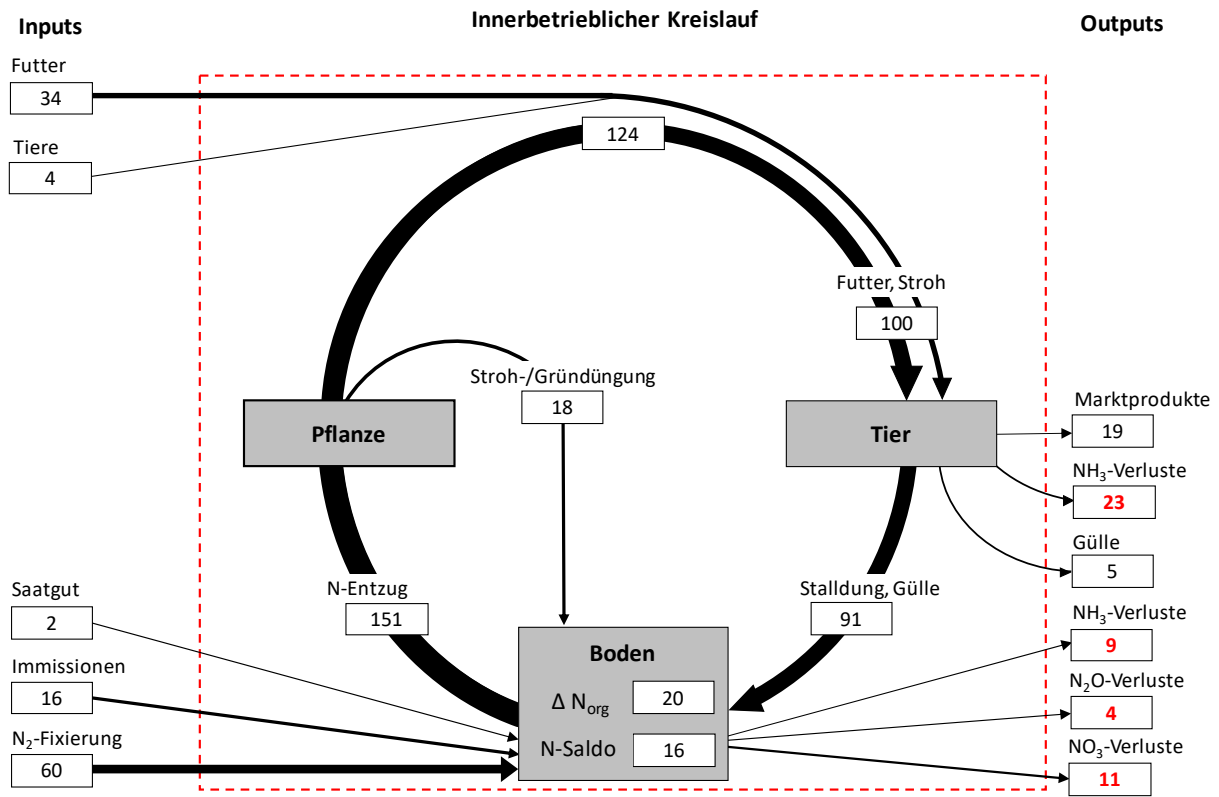 Innerbetrieblicher Kreislauf
Inputs
Outputs
Futter
34
Tiere
4
124
Futter, Stroh
100
Stroh-/Gründüngung
18
Pflanze
Tier
Marktprodukte
19
NH₃-Verluste
23
Gülle
5
N-Entzug
151
Stalldung, Gülle
91
Saatgut
2
Immissionen
16
N₂-Fixierung
60
Boden
Δ Norg 20
N-Saldo 16
NH₃-Verluste
9
N₂O-Verluste
4
NO₃-Verluste
11